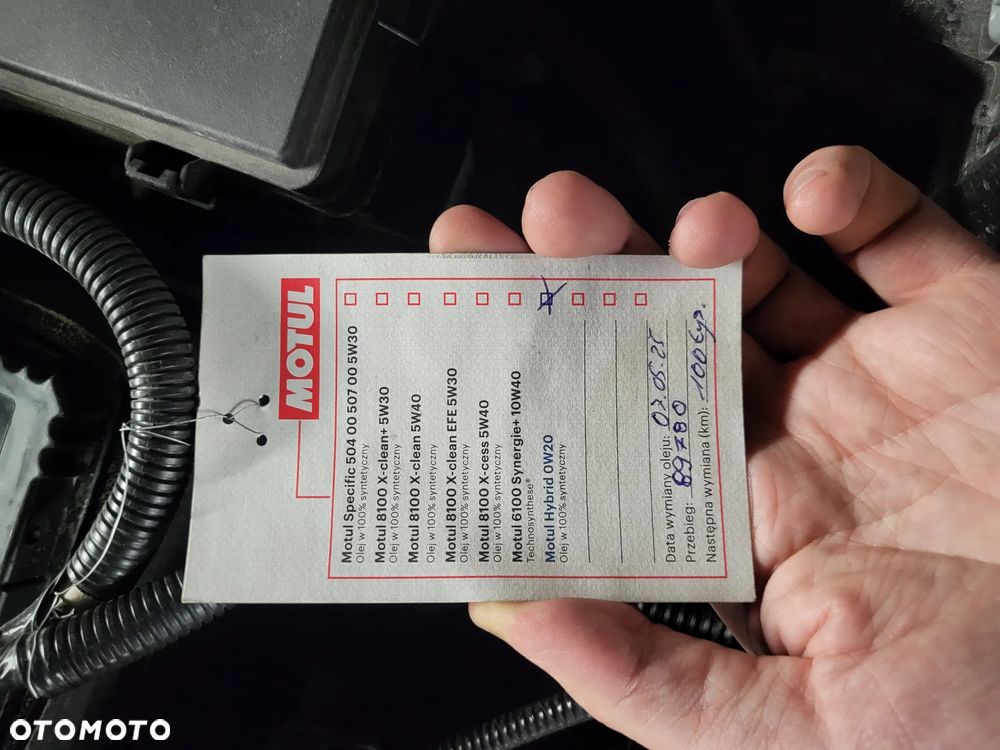 MOTUL
Motul Specific 504 00 507 00 5W30
Olej w 100% syntetyczny
Motul 8100 X-clean+ 5W30
Olej w 100% syntetyczny
Motul 8100 X-clean 5W40
Olej w 100% syntetyczny
Motul 8100 X-clean EFE 5W30
Olej w 100% syntetyczny
Motul 8100 X-cess 5W40
Olej w 100% syntetyczny
Motul 6100 Synergie+ 10W40
Technosynthese®
Motul Hybrid 0W20
Olej w 100% syntetyczny
Data wymiany oleju: 07.05.25
Przebieg: 89780
Następna wymiana (km): 100 tys.
OTOMOTO